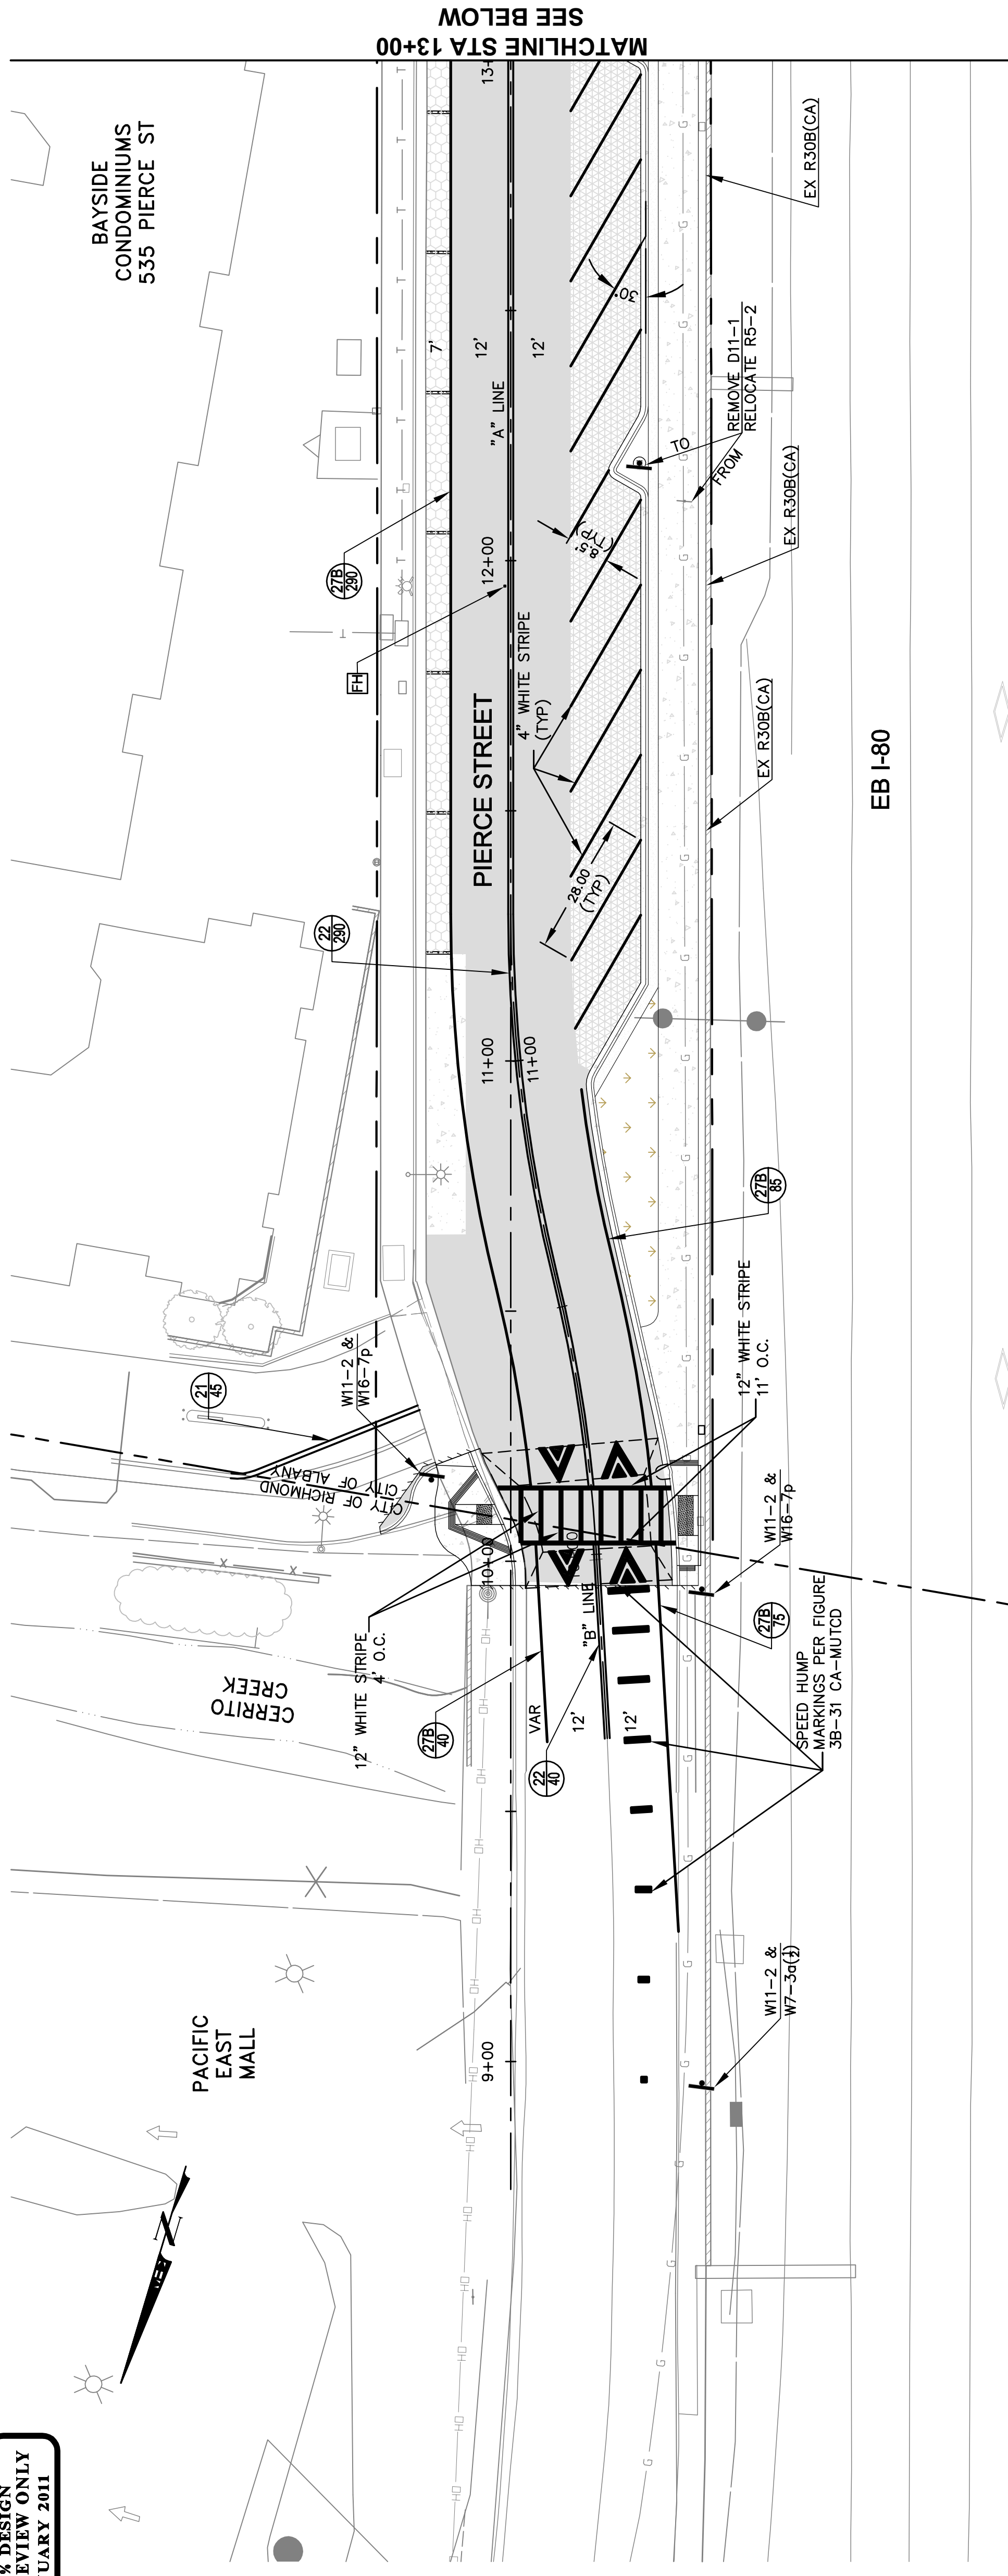 MATCHLINE STA 13+00
SEE BELOW
BAYSIDE
CONDOMINIUMS
535 PIERCE ST
7'
12'
12'
"A" LINE
30°
EX R30B(CA)
REMOVE D11-1
RELOCATE R5-2
TO
FROM
EX R30B(CA)
8.5'
(TYP)
27B
290
FH
12+00
4" WHITE STRIPE
(TYP)
PIERCE STREET
EX R30B(CA)
EB I-80
28.00
(TYP)
22
290
11+00
11+00
27B
85
12" WHITE STRIPE
11' O.C.
W11-2 &
W16-7p
21
45
CITY OF ALBANY
CITY OF RICHMOND
10+00
W11-2 &
W16-7p
"B" LINE
27B
75
SPEED HUMP
MARKINGS PER FIGURE
3B-31 CA-MUTCD
12" WHITE STRIPE
4' O.C.
CERRITO
CREEK
27B
40
VAR
12'
12'
22
40
PACIFIC
EAST
MALL
9+00
W11-2 &
W7-3a(1/2)
% DESIGN
EVIEW ONLY
UARY 2011